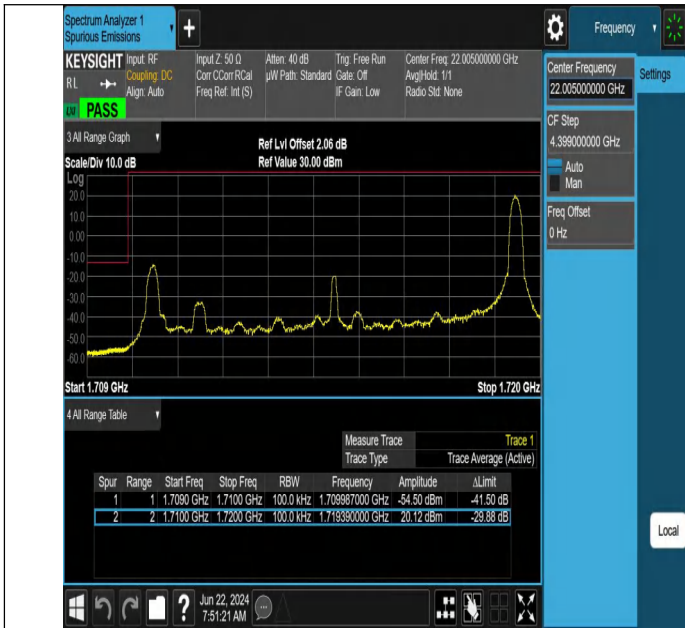 Spectrum Analyzer 1
Spurious Emissions
+
Frequency
KEYSIGHT Input: RF Input Z: 50 Ω Atten: 40 dB Trig: Free Run Center Freq: 22.005000000 GHz
RL Coupling: DC Corr CCorr RCal µW Path: Standard Gate: Off Avg|Hold: 1/1
Align: Auto Freq Ref: Int (S) IF Gain: Low Radio Std: None
PASS
Center Frequency
22.005000000 GHz
Settings
CF Step
4.399000000 GHz
Auto
Man
Freq Offset
0 Hz
3 All Range Graph
Ref Lvl Offset 2.06 dB
Scale/Div 10.0 dB Ref Value 30.00 dBm
Log
20.0
10.0
0.00
-10.0
-20.0
-30.0
-40.0
-50.0
-60.0
Start 1.709 GHz Stop 1.720 GHz
4 All Range Table
Measure Trace Trace 1
Trace Type Trace Average (Active)
Spur Range Start Freq Stop Freq RBW Frequency Amplitude ΔLimit
1 1 1.7090 GHz 1.7100 GHz 100.0 kHz 1.709987000 GHz -54.50 dBm -41.50 dB
2 2 1.7100 GHz 1.7200 GHz 100.0 kHz 1.719390000 GHz 20.12 dBm -29.88 dB
Local
? Jun 22, 2024
7:51:21 AM